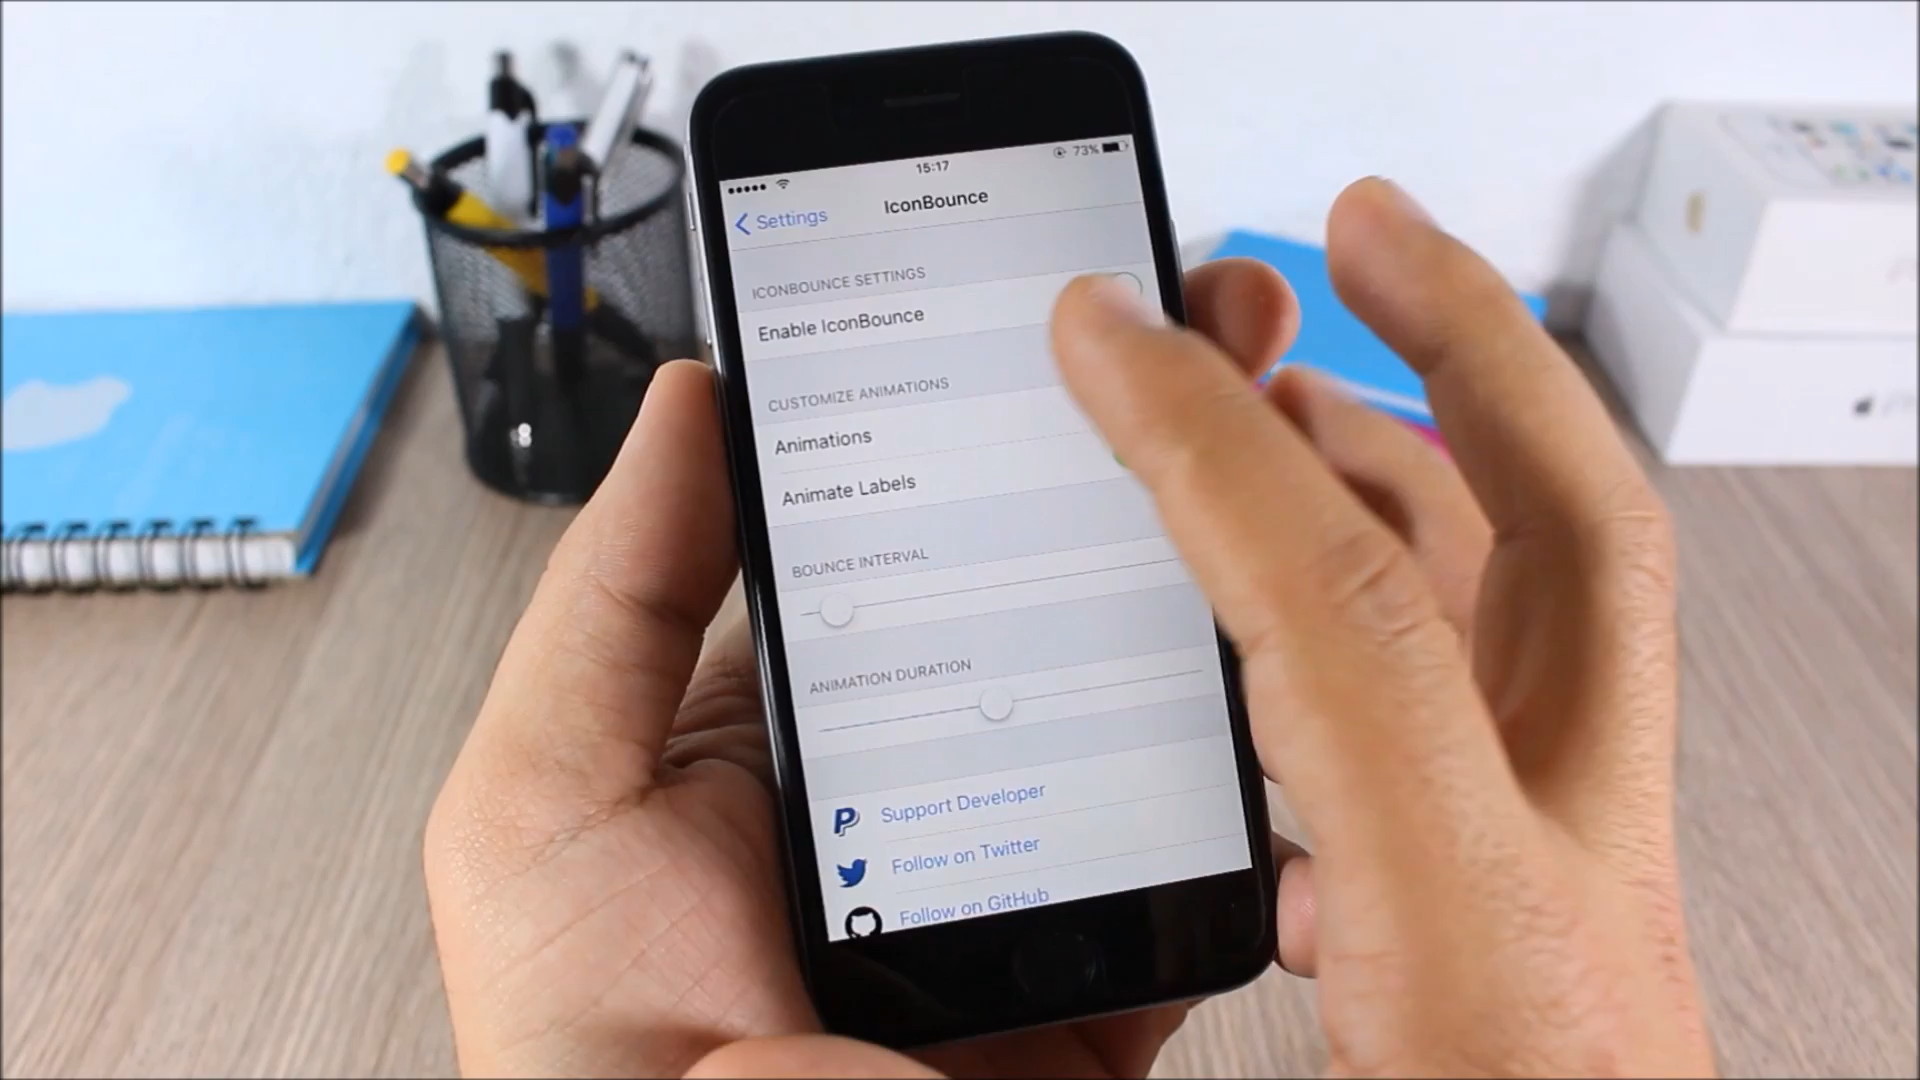 15:17
73%
Settings
IconBounce
ICONBOUNCE SETTINGS
Enable IconBounce
CUSTOMIZE ANIMATIONS
Animations
Animate Labels
BOUNCE INTERVAL
ANIMATION DURATION
Support Developer
Follow on Twitter
Follow on GitHub